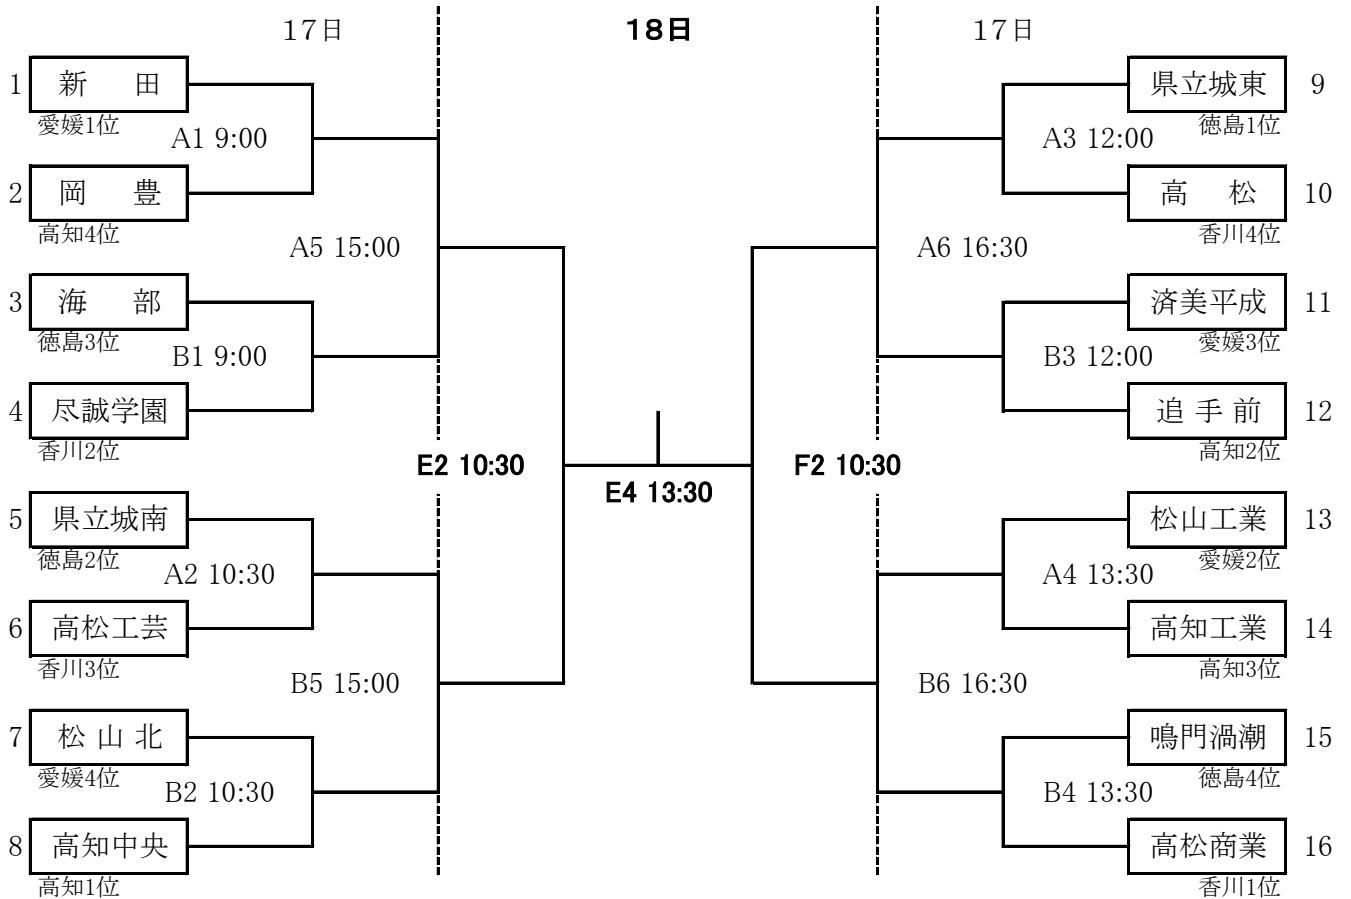 17日
18日
17日
1 新 田
愛媛1位
A1 9:00
2 岡 豊
高知4位
A5 15:00
3 海 部
徳島3位
B1 9:00
4 尽誠学園
香川2位
E2 10:30
5 県立城南
徳島2位
A2 10:30
6 高松工芸
香川3位
B5 15:00
7 松 山 北
愛媛4位
B2 10:30
8 高知中央
高知1位
E4 13:30
県立城東 9
徳島1位
A3 12:00
高 松 10
香川4位
A6 16:30
済美平成 11
愛媛3位
B3 12:00
追 手 前 12
高知2位
F2 10:30
松山工業 13
愛媛2位
A4 13:30
高知工業 14
高知3位
B6 16:30
鳴門渦潮 15
徳島4位
B4 13:30
高松商業 16
香川1位